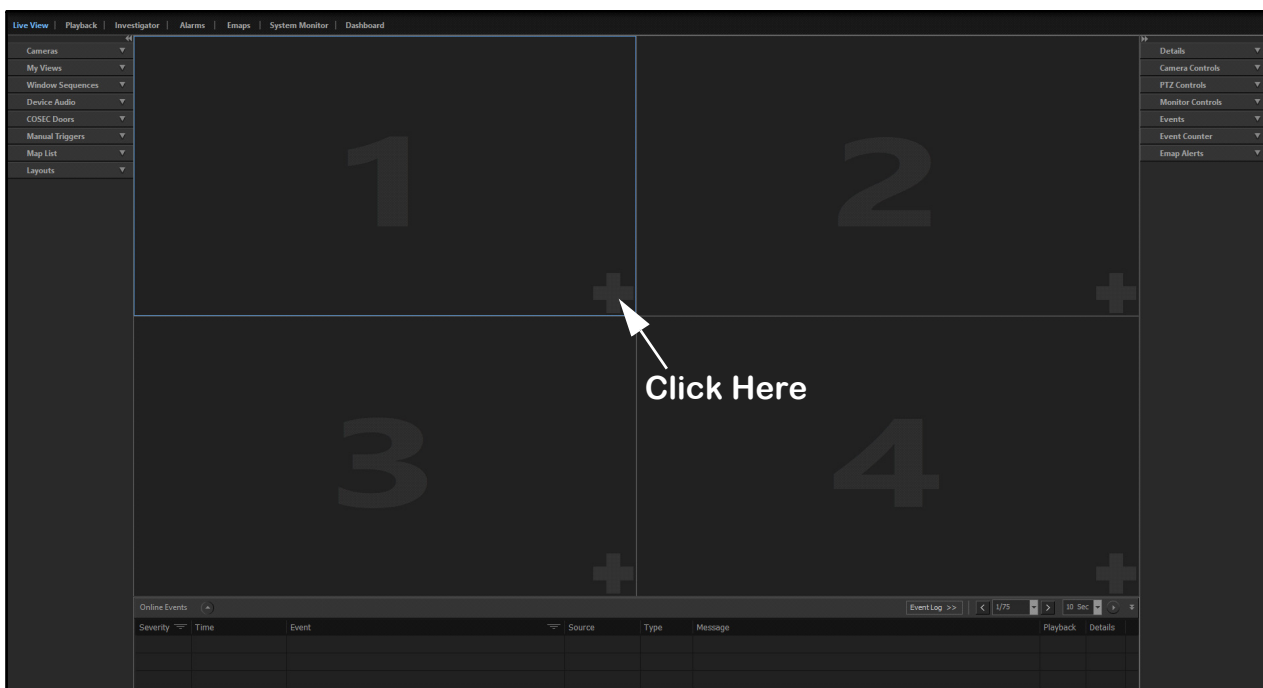 Live View | Playback | Investigator | Alarms | Emaps | System Monitor | Dashboard
Cameras
My Views
Window Sequences
Device Audio
COSEC Doors
Manual Triggers
Map List
Layouts
1
2
Click Here
3
4
Details
Camera Controls
PTZ Controls
Monitor Controls
Events
Event Counter
Emap Alerts
Online Events Event Log >> 1/75 10 Sec
Severity Time Event Source Type Message Playback Details